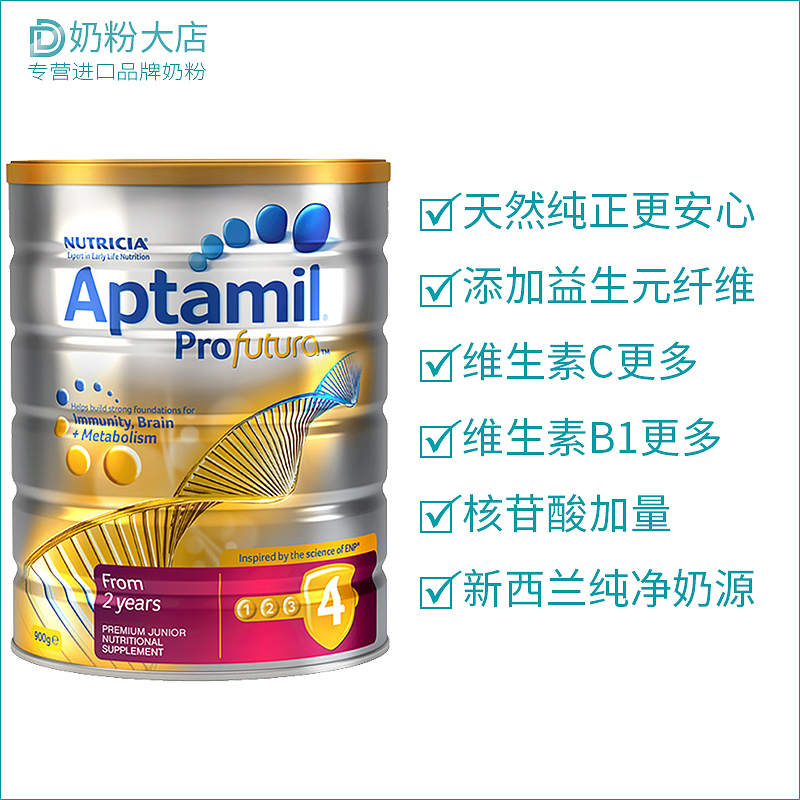 奶粉大店
专营进口品牌奶粉
NUTRICIA
Expert in Early Life Nutrition
Aptamil®
Profutura™
Helps build strong foundations for
Immunity, Brain
+ Metabolism
Inspired by the science of ENP*
From
2 years
1 2 3 4
PREMIUM JUNIOR
NUTRITIONAL
SUPPLEMENT
900g℮
天然纯正更安心
添加益生元纤维
维生素C更多
维生素B1更多
核苷酸加量
新西兰纯净奶源